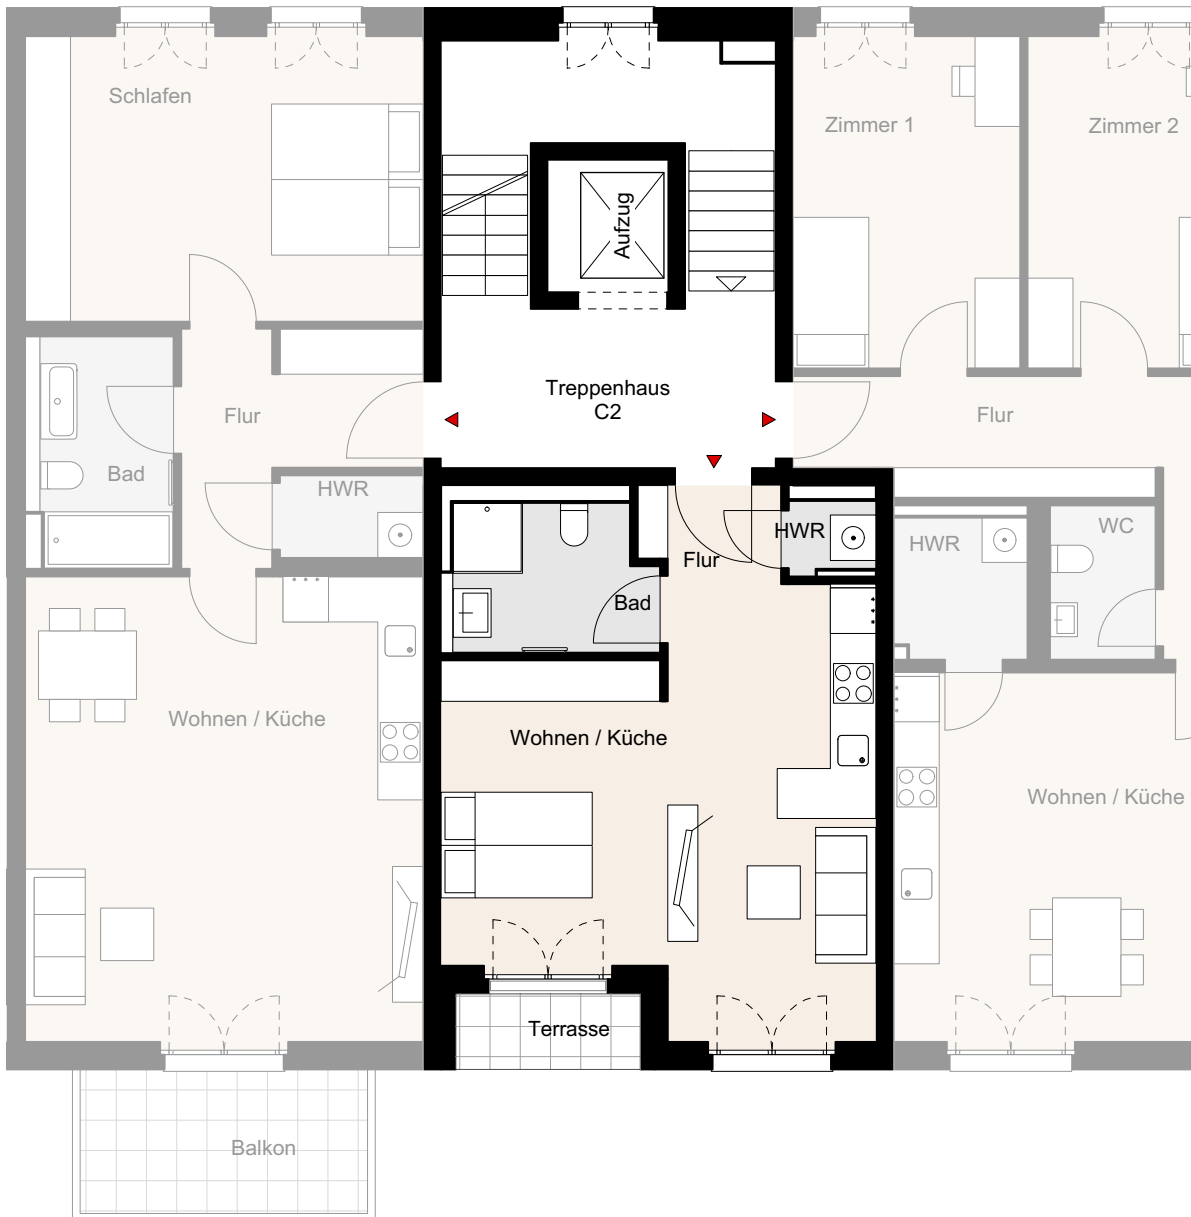 Schlafen
Zimmer 1
Zimmer 2
Aufzug
Treppenhaus
C2
Flur
Flur
Bad
HWR
HWR
Flur
Bad
HWR
WC
Wohnen / Küche
Wohnen / Küche
Wohnen / Küche
Terrasse
Balkon